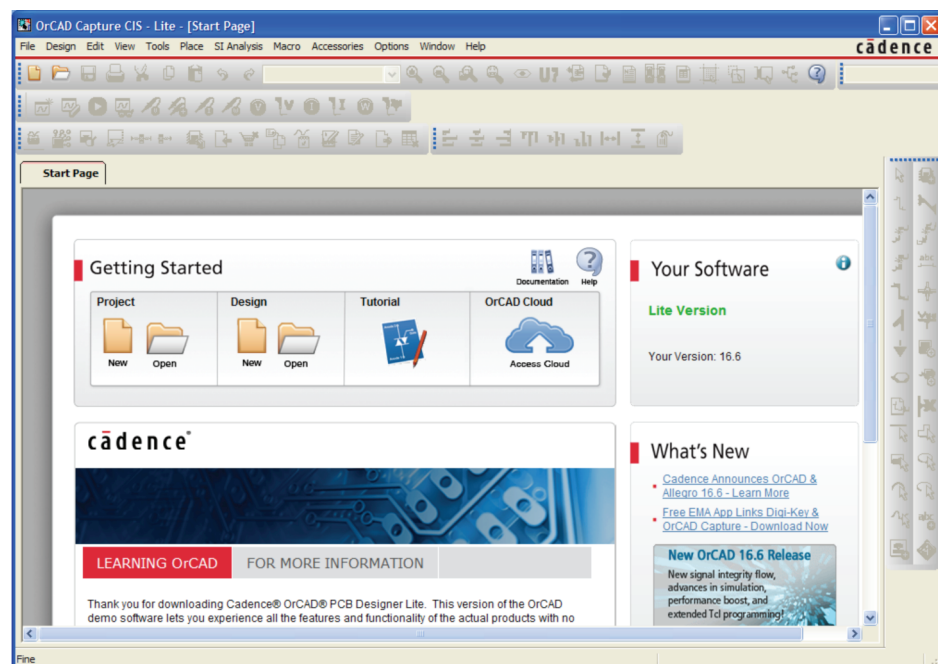 OrCAD Capture CIS - Lite - [Start Page]
File Design Edit View Tools Place SI Analysis Macro Accessories Options Window Help
cādence
U?
Start Page
Getting Started
Documentation Help
Project Design Tutorial OrCAD Cloud
New Open New Open Access Cloud
Your Software
Lite Version
Your Version: 16.6
cādence®
LEARNING OrCAD FOR MORE INFORMATION
Thank you for downloading Cadence® OrCAD® PCB Designer Lite. This version of the OrCAD
demo software lets you experience all the features and functionality of the actual products with no
What's New
Cadence Announces OrCAD &
Allegro 16.6 - Learn More
Free EMA App Links Digi-Key &
OrCAD Capture - Download Now
New OrCAD 16.6 Release
New signal integrity flow,
advances in simulation,
performance boost, and
extended Tcl programming!
Fine